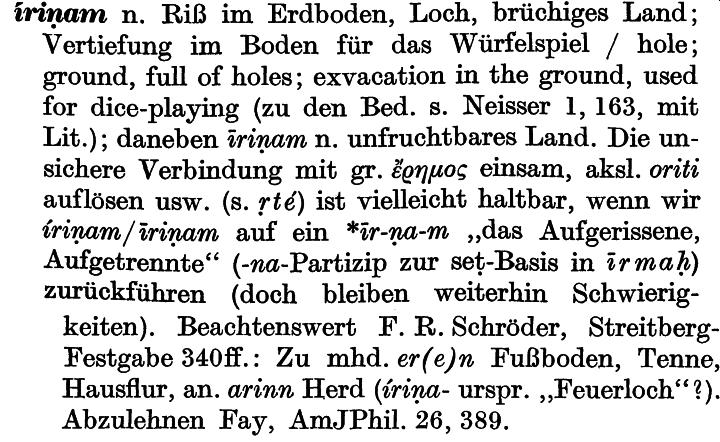 íriṇam n. Riß im Erdboden, Loch, brüchiges Land;
Vertiefung im Boden für das Würfelspiel / hole;
ground, full of holes; exvacation in the ground, used
for dice-playing (zu den Bed. s. Neisser 1, 163, mit
Lit.); daneben īriṇam n. unfruchtbares Land. Die un-
sichere Verbindung mit gr. ἔρημος einsam, aksl. oriti
auflösen usw. (s. ṛté) ist vielleicht haltbar, wenn wir
íriṇam/īriṇam auf ein *īr-ṇa-m „das Aufgerissene,
Aufgetrennte“ (-na-Partizip zur seṭ-Basis in īrmaḥ)
zurückführen (doch bleiben weiterhin Schwierig-
keiten). Beachtenswert F. R. Schröder, Streitberg-
Festgabe 340ff.: Zu mhd. er(e)n Fußboden, Tenne,
Hausflur, an. arinn Herd (íriṇa- urspr. „Feuerloch“?).
Abzulehnen Fay, AmJPhil. 26, 389.